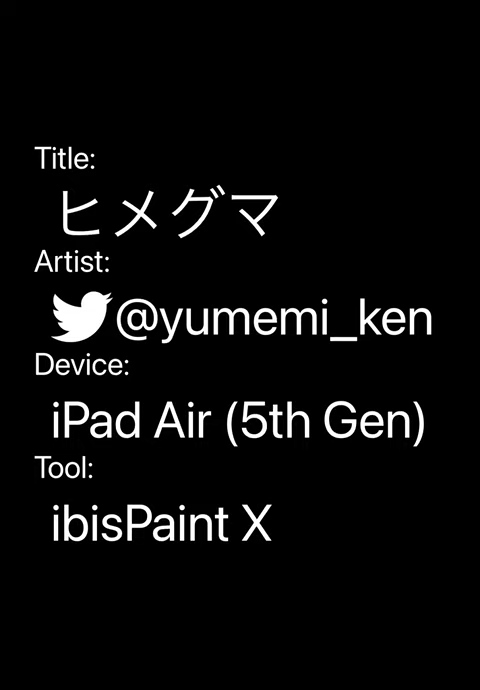 Title:
ヒメグマ
Artist:
@yumemi_ken
Device:
iPad Air (5th Gen)
Tool:
ibisPaint X